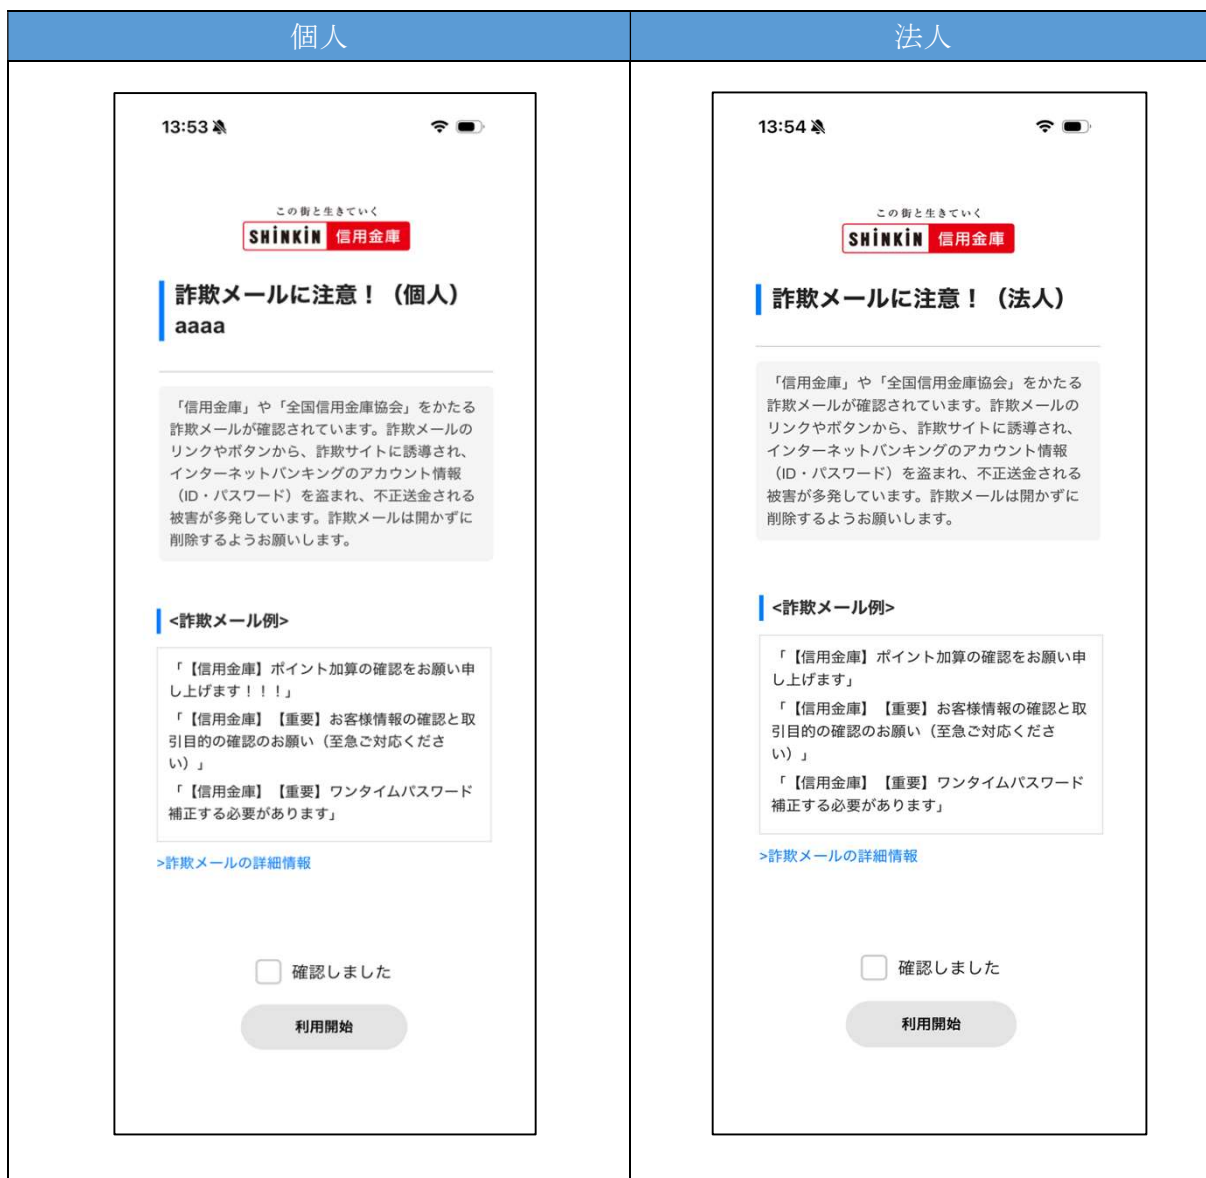 個人
13:53
この街と生きていく
SHINKIN 信用金庫
詐欺メールに注意！（個人）
aaaa
「信用金庫」や「全国信用金庫協会」をかたる
詐欺メールが確認されています。詐欺メールの
リンクやボタンから、詐欺サイトに誘導され、
インターネットバンキングのアカウント情報
（ID・パスワード）を盗まれ、不正送金される
被害が多発しています。詐欺メールは開かずに
削除するようお願いします。
<詐欺メール例>
「【信用金庫】ポイント加算の確認をお願い申
し上げます！！！」
「【信用金庫】【重要】お客様情報の確認と取
引目的の確認のお願い（至急ご対応くださ
い）」
「【信用金庫】【重要】ワンタイムパスワード
補正する必要があります」
>詐欺メールの詳細情報
確認しました
利用開始
法人
13:54
この街と生きていく
SHINKIN 信用金庫
詐欺メールに注意！（法人）
「信用金庫」や「全国信用金庫協会」をかたる
詐欺メールが確認されています。詐欺メールの
リンクやボタンから、詐欺サイトに誘導され、
インターネットバンキングのアカウント情報
（ID・パスワード）を盗まれ、不正送金される
被害が多発しています。詐欺メールは開かずに
削除するようお願いします。
<詐欺メール例>
「【信用金庫】ポイント加算の確認をお願い申
し上げます」
「【信用金庫】【重要】お客様情報の確認と取
引目的の確認のお願い（至急ご対応くださ
い）」
「【信用金庫】【重要】ワンタイムパスワード
補正する必要があります」
>詐欺メールの詳細情報
確認しました
利用開始